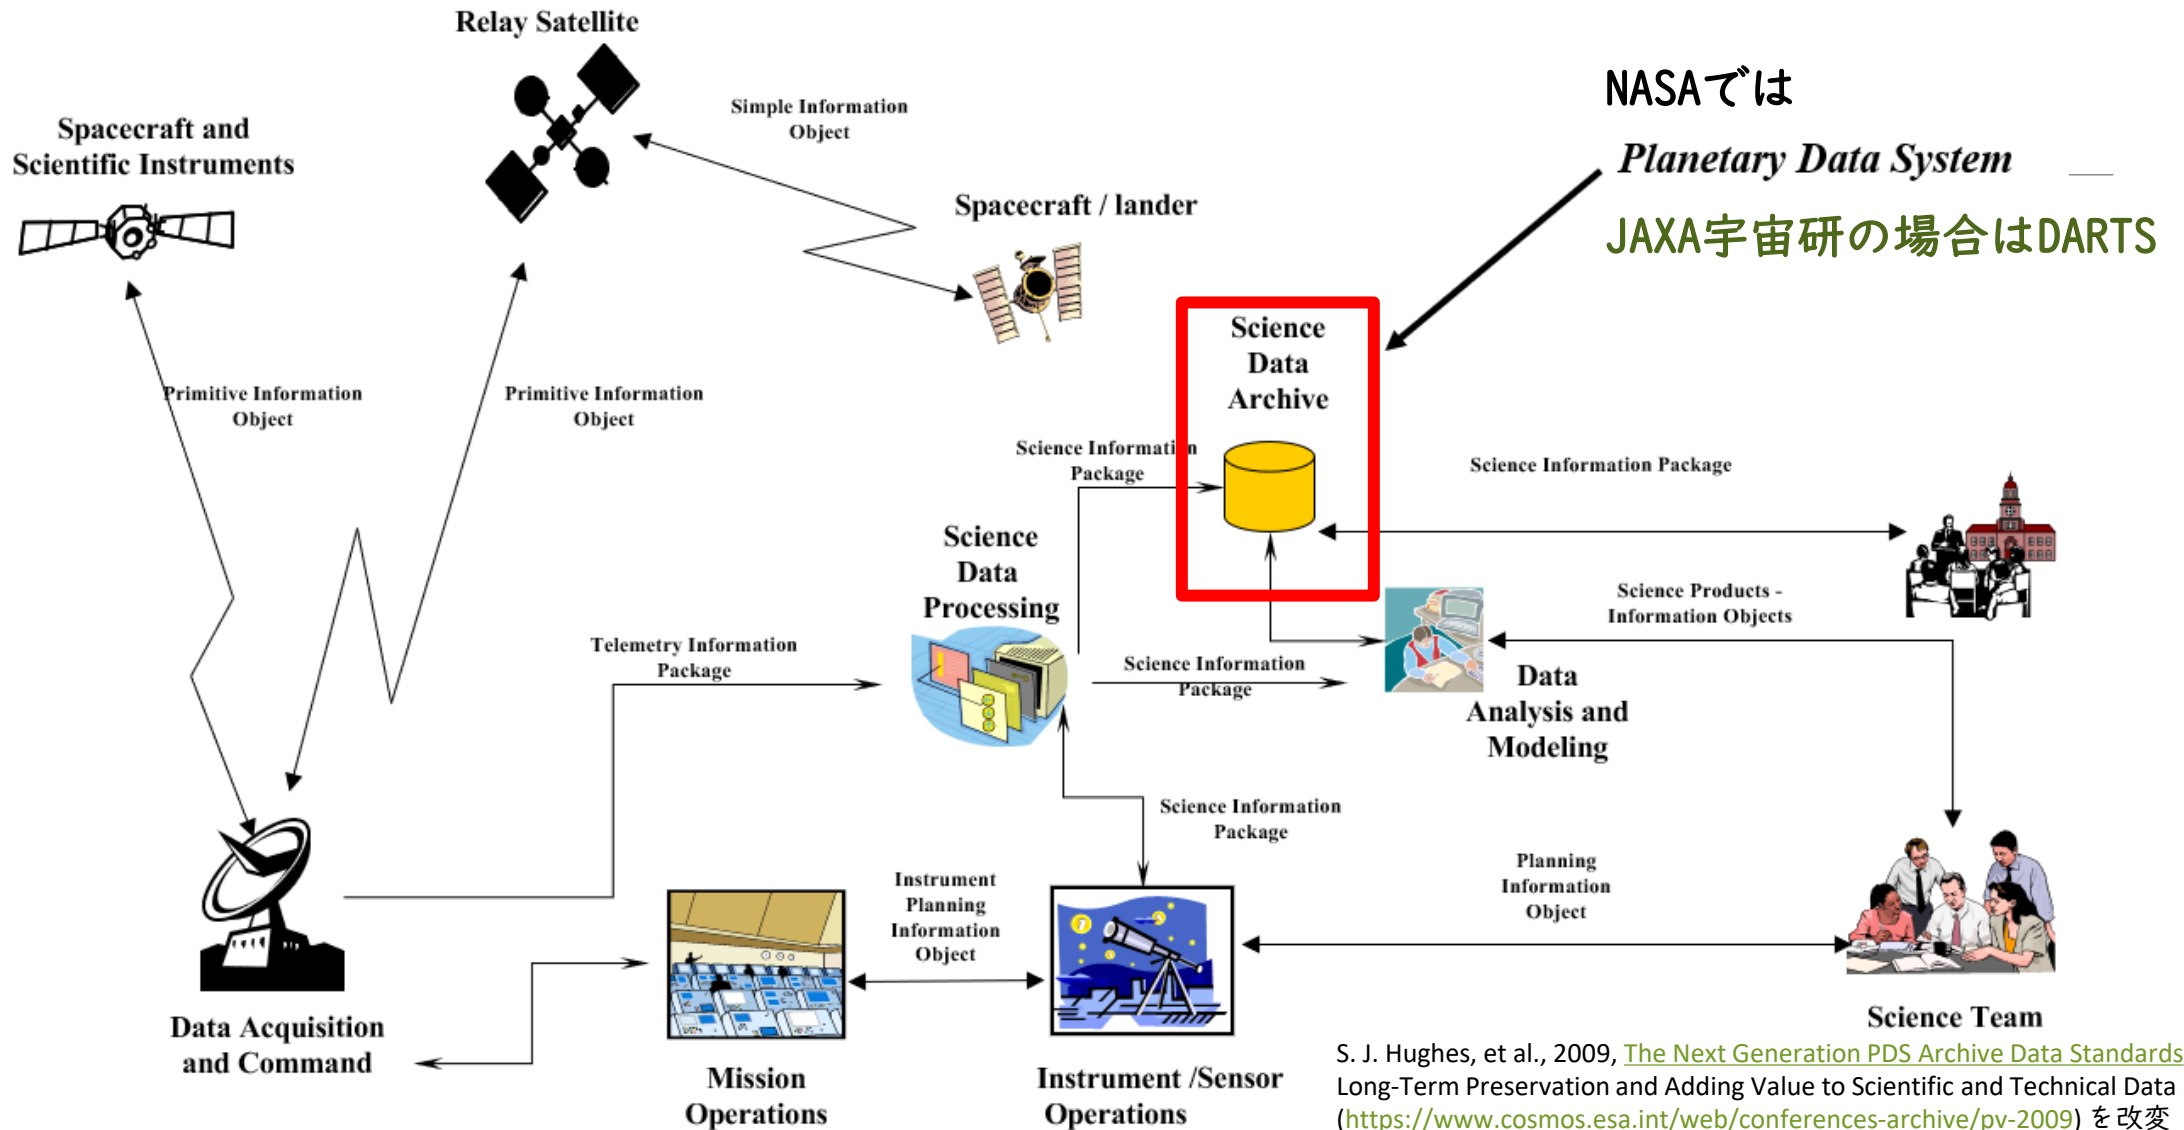 Relay Satellite
Spacecraft and
Scientific Instruments
Simple Information
Object
Spacecraft / lander
NASAでは
Planetary Data System
JAXA宇宙研の場合はDARTS
Primitive Information
Object
Primitive Information
Object
Science
Data
Archive
Science Information
Package
Science Information Package
Science
Data
Processing
Science Products -
Information Objects
Telemetry Information
Package
Science Information
Package
Data
Analysis and
Modeling
Science Information
Package
Instrument
Planning
Information
Object
Planning
Information
Object
Data Acquisition
and Command
Mission
Operations
Instrument /Sensor
Operations
Science Team
S. J. Hughes, et al., 2009, The Next Generation PDS Archive Data Standards
Long-Term Preservation and Adding Value to Scientific and Technical Data
(https://www.cosmos.esa.int/web/conferences-archive/pv-2009) を改変